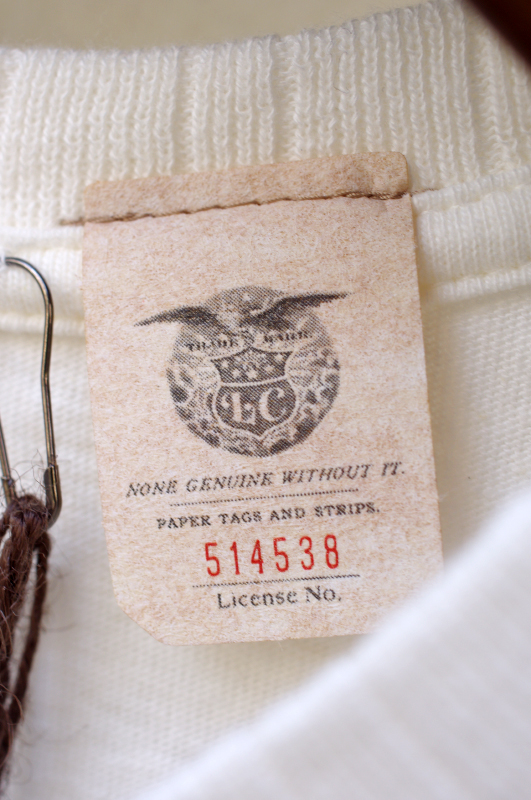 TRADE MARK
LC
NONE GENUINE WITHOUT IT.
PAPER TAGS AND STRIPS.
514538
License No.